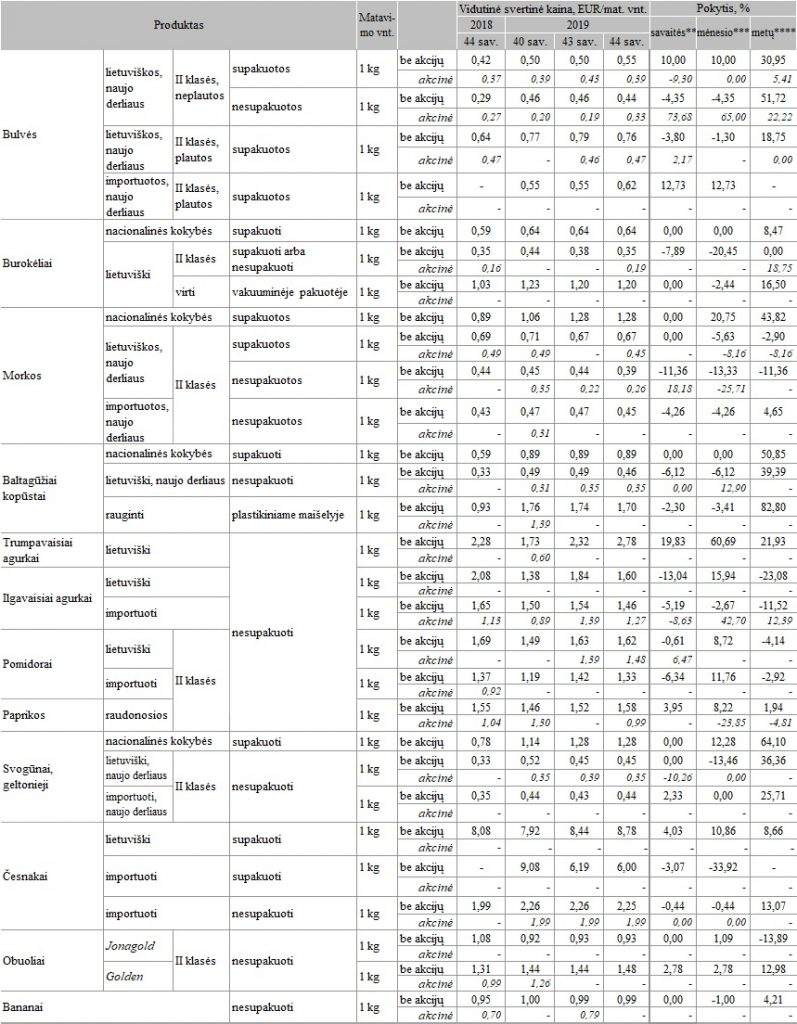 Produktas Matavi- mo vnt. Vidutinė svertinė kaina, EUR/mat. vnt. Pokytis, %
2018 2019 savaitės** mėnesio*** metų****
44 sav. 40 sav. 43 sav. 44 sav.
Bulvės lietuviškos, naujo derliaus II klasės, neplautos supakuotos 1 kg be akcijų 0,42 0,50 0,50 0,55 10,00 10,00 30,95
akcinė 0,37 0,39 0,43 0,39 -9,30 0,00 5,41
nesupakuotos 1 kg be akcijų 0,29 0,46 0,46 0,44 -4,35 -4,35 51,72
akcinė 0,27 0,20 0,19 0,33 73,68 65,00 22,22
lietuviškos, naujo derliaus II klasės, plautos supakuotos 1 kg be akcijų 0,64 0,77 0,79 0,76 -3,80 -1,30 18,75
akcinė 0,47 - 0,46 0,47 2,17 - 0,00
importuotos, naujo derliaus II klasės, plautos supakuotos 1 kg be akcijų - 0,55 0,55 0,62 12,73 12,73 -
akcinė - - - - - - -
Burokėliai nacionalinės kokybės supakuoti 1 kg be akcijų 0,59 0,64 0,64 0,64 0,00 0,00 8,47
lietuviški II klasės supakuoti arba nesupakuoti 1 kg be akcijų 0,35 0,44 0,38 0,35 -7,89 -20,45 0,00
akcinė 0,16 - - 0,19 - - 18,75
virti vakuuminėje pakuotėje 1 kg be akcijų 1,03 1,23 1,20 1,20 0,00 -2,44 16,50
akcinė - - - - - - -
Morkos nacionalinės kokybės supakuotos 1 kg be akcijų 0,89 1,06 1,28 1,28 0,00 20,75 43,82
lietuviškos, naujo derliaus II klasės supakuotos 1 kg be akcijų 0,69 0,71 0,67 0,67 0,00 -5,63 -2,90
akcinė 0,49 0,49 - 0,45 - -8,16 -8,16
nesupakuotos 1 kg be akcijų 0,44 0,45 0,44 0,39 -11,36 -13,33 -11,36
akcinė - 0,35 0,22 0,26 18,18 -25,71 -
importuotos, naujo derliaus nesupakuotos 1 kg be akcijų 0,43 0,47 0,47 0,45 -4,26 -4,26 4,65
akcinė - 0,31 - - - - -
Baltagūžiai kopūstai nacionalinės kokybės supakuoti 1 kg be akcijų 0,59 0,89 0,89 0,89 0,00 0,00 50,85
lietuviški, naujo derliaus nesupakuoti 1 kg be akcijų 0,33 0,49 0,49 0,46 -6,12 -6,12 39,39
akcinė - 0,31 0,35 0,35 0,00 12,90 -
rauginti plastikiniame maišelyje 1 kg be akcijų 0,93 1,76 1,74 1,70 -2,30 -3,41 82,80
akcinė - 1,39 - - - - -
Trumpavaisiai agurkai lietuviški nesupakuoti 1 kg be akcijų 2,28 1,73 2,32 2,78 19,83 60,69 21,93
akcinė - 0,60 - - - - -
Ilgavaisiai agurkai lietuviški 1 kg be akcijų 2,08 1,38 1,84 1,60 -13,04 15,94 -23,08
akcinė - - - - - - -
importuoti 1 kg be akcijų 1,65 1,50 1,54 1,46 -5,19 -2,67 -11,52
akcinė 1,13 0,89 1,39 1,27 -8,63 42,70 12,39
Pomidorai lietuviški II klasės 1 kg be akcijų 1,69 1,49 1,63 1,62 -0,61 8,72 -4,14
akcinė - - 1,39 1,48 6,47 - -
importuoti 1 kg be akcijų 1,37 1,19 1,42 1,33 -6,34 11,76 -2,92
akcinė 0,92 - - - - - -
Paprikos raudonosios 1 kg be akcijų 1,55 1,46 1,52 1,58 3,95 8,22 1,94
akcinė 1,04 1,30 - 0,99 - -23,85 -4,81
Svogūnai, geltonieji nacionalinės kokybės supakuoti 1 kg be akcijų 0,78 1,14 1,28 1,28 0,00 12,28 64,10
lietuviški, naujo derliaus II klasės nesupakuoti 1 kg be akcijų 0,33 0,52 0,45 0,45 0,00 -13,46 36,36
akcinė - 0,35 0,39 0,35 -10,26 0,00 -
importuoti, naujo derliaus 1 kg be akcijų 0,35 0,44 0,43 0,44 2,33 0,00 25,71
akcinė - - - - - - -
Česnakai lietuviški supakuoti 1 kg be akcijų 8,08 7,92 8,44 8,78 4,03 10,86 8,66
akcinė - - - - - - -
importuoti supakuoti 1 kg be akcijų - 9,08 6,19 6,00 -3,07 -33,92 -
akcinė - - - - - - -
importuoti nesupakuoti 1 kg be akcijų 1,99 2,26 2,26 2,25 -0,44 -0,44 13,07
akcinė - 1,99 1,99 1,99 0,00 0,00 -
Obuoliai Jonagold II klasės nesupakuoti 1 kg be akcijų 1,08 0,92 0,93 0,93 0,00 1,09 -13,89
akcinė - - - - - - -
Golden 1 kg be akcijų 1,31 1,44 1,44 1,48 2,78 2,78 12,98
akcinė 0,99 1,26 - - - - -
Bananai nesupakuoti 1 kg be akcijų 0,95 1,00 0,99 0,99 0,00 -1,00 4,21
akcinė 0,70 - 0,79 - - - -